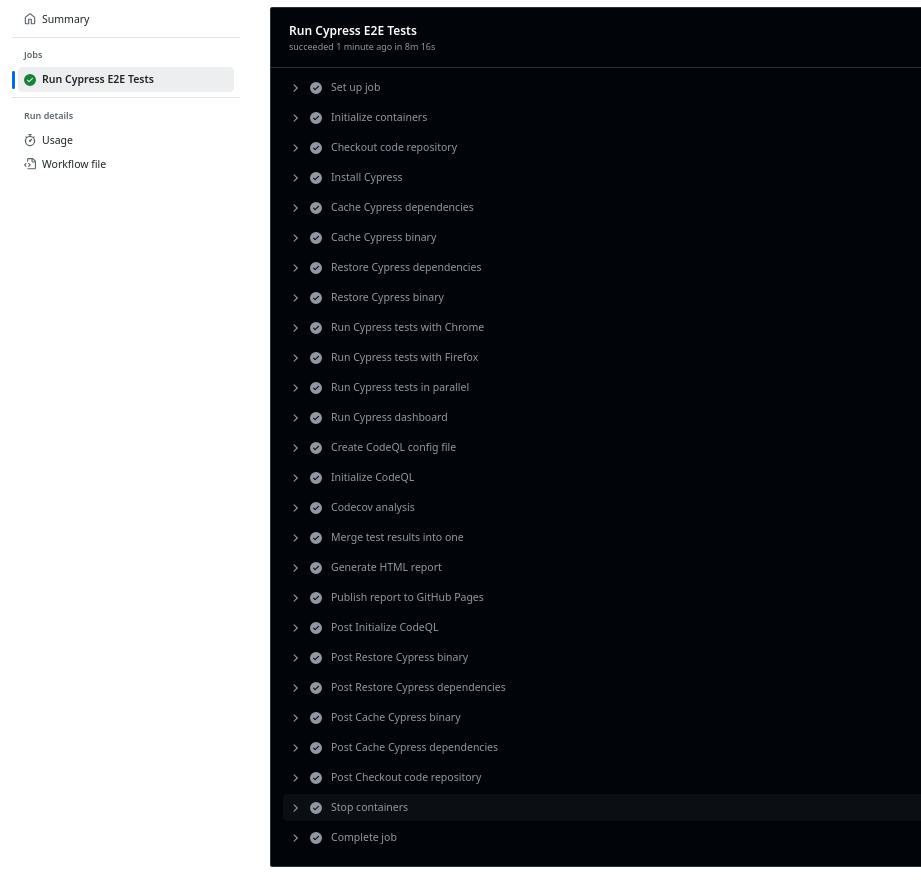 Summary
Jobs
Run Cypress E2E Tests
Run details
Usage
Workflow file
Run Cypress E2E Tests
succeeded 1 minute ago in 8m 16s
Set up job
Initialize containers
Checkout code repository
Install Cypress
Cache Cypress dependencies
Cache Cypress binary
Restore Cypress dependencies
Restore Cypress binary
Run Cypress tests with Chrome
Run Cypress tests with Firefox
Run Cypress tests in parallel
Run Cypress dashboard
Create CodeQL config file
Initialize CodeQL
Codecov analysis
Merge test results into one
Generate HTML report
Publish report to GitHub Pages
Post Initialize CodeQL
Post Restore Cypress binary
Post Restore Cypress dependencies
Post Cache Cypress binary
Post Cache Cypress dependencies
Post Checkout code repository
Stop containers
Complete job